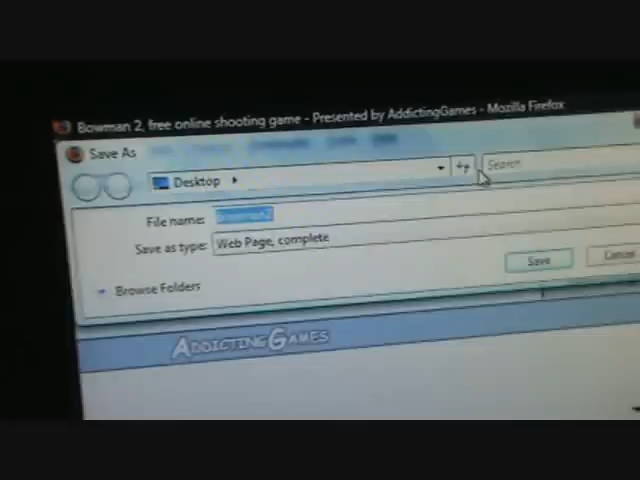 Bowman 2, free online shooting game - Presented by AddictingGames - Mozilla Firefox
Save As
Desktop
Search
File name:
Save as type: Web Page, complete
Save
Cancel
Browse Folders
ADDICTINGGAMES